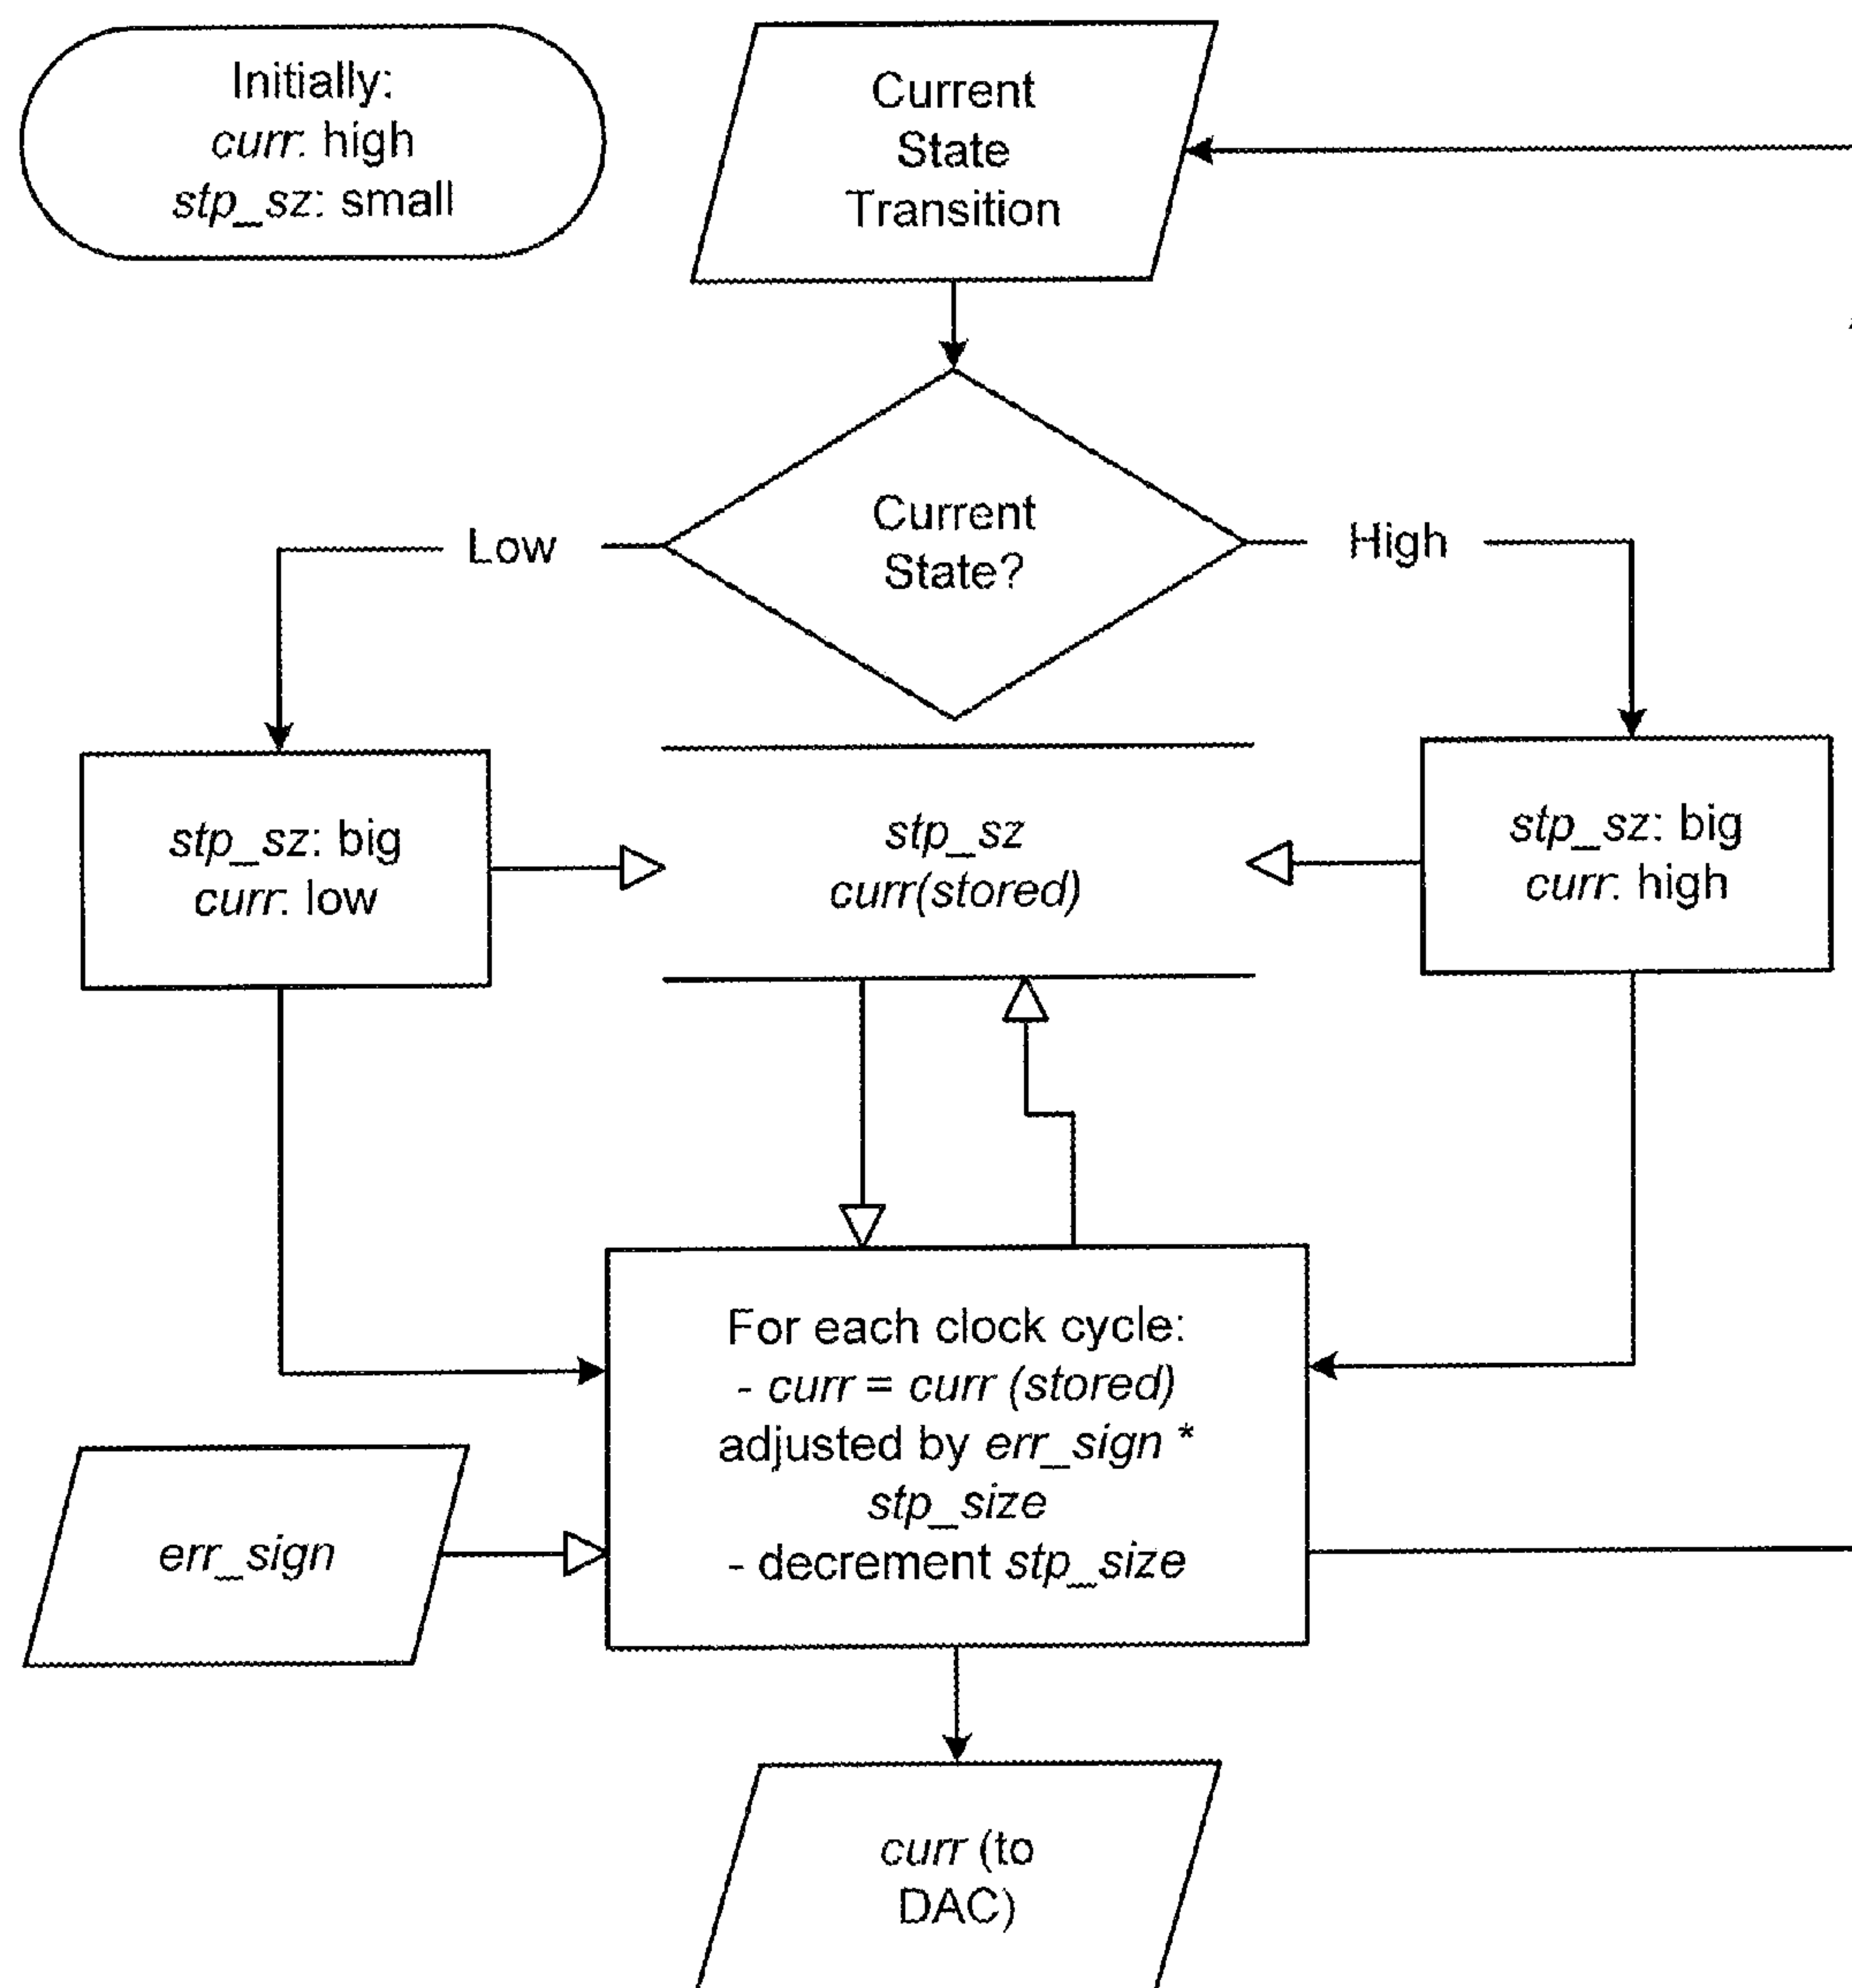 Initially:
curr: high
stp_sz: small
Current
State
Transition
Current
State?
Low
High
stp_sz: big
curr: low
stp_sz
curr(stored)
stp_sz: big
curr: high
For each clock cycle:
- curr = curr (stored)
adjusted by err_sign *
stp_size
- decrement stp_size
err_sign
curr (to
DAC)